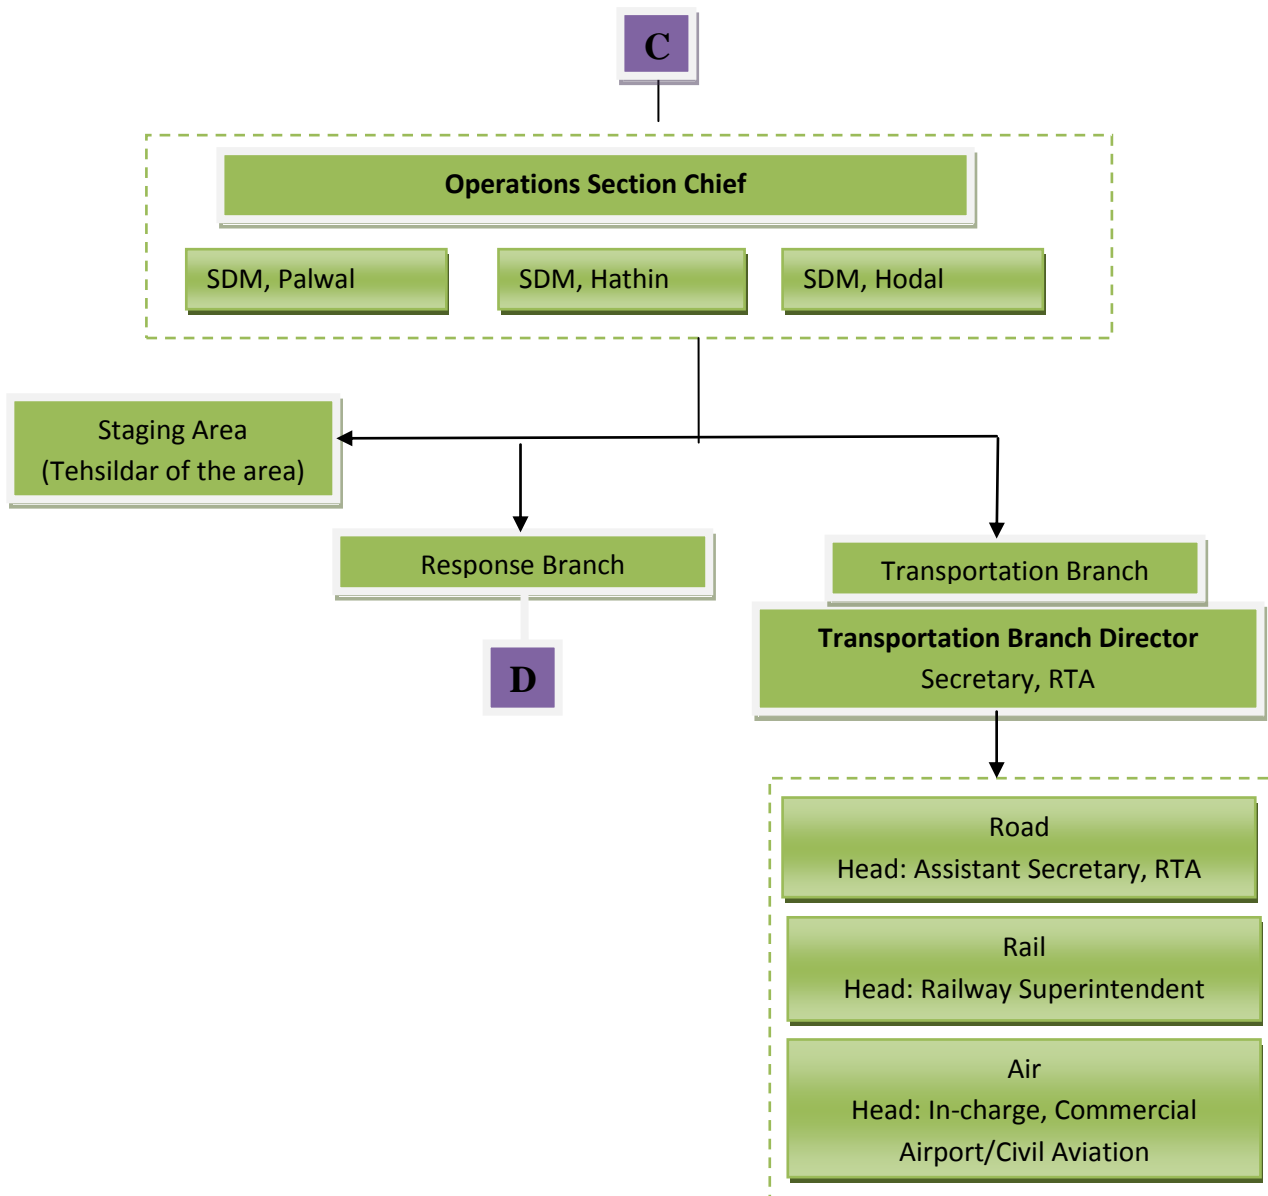 C
Operations Section Chief
SDM, Palwal
SDM, Hathin
SDM, Hodal
Staging Area
(Tehsildar of the area)
Response Branch
D
Transportation Branch
Transportation Branch Director
Secretary, RTA
Road
Head: Assistant Secretary, RTA
Rail
Head: Railway Superintendent
Air
Head: In-charge, Commercial
Airport/Civil Aviation